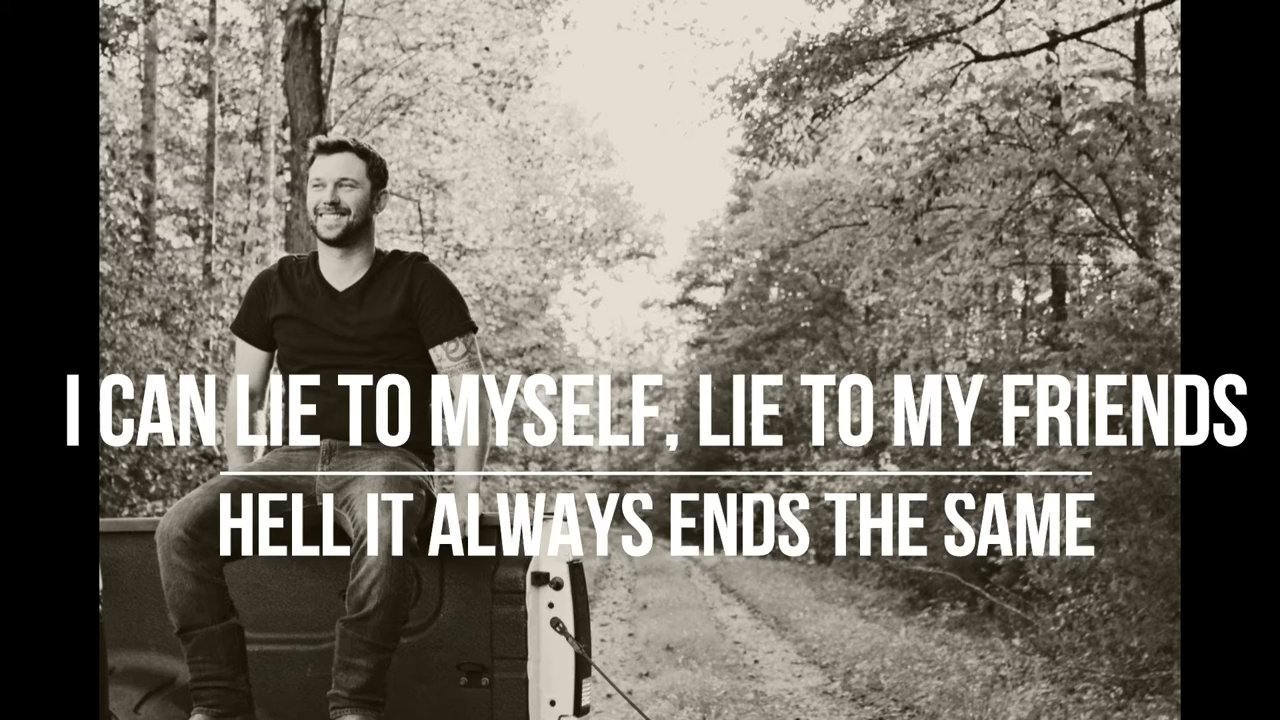 I CAN LIE TO MYSELF, LIE TO MY FRIENDS
HELL IT ALWAYS ENDS THE SAME